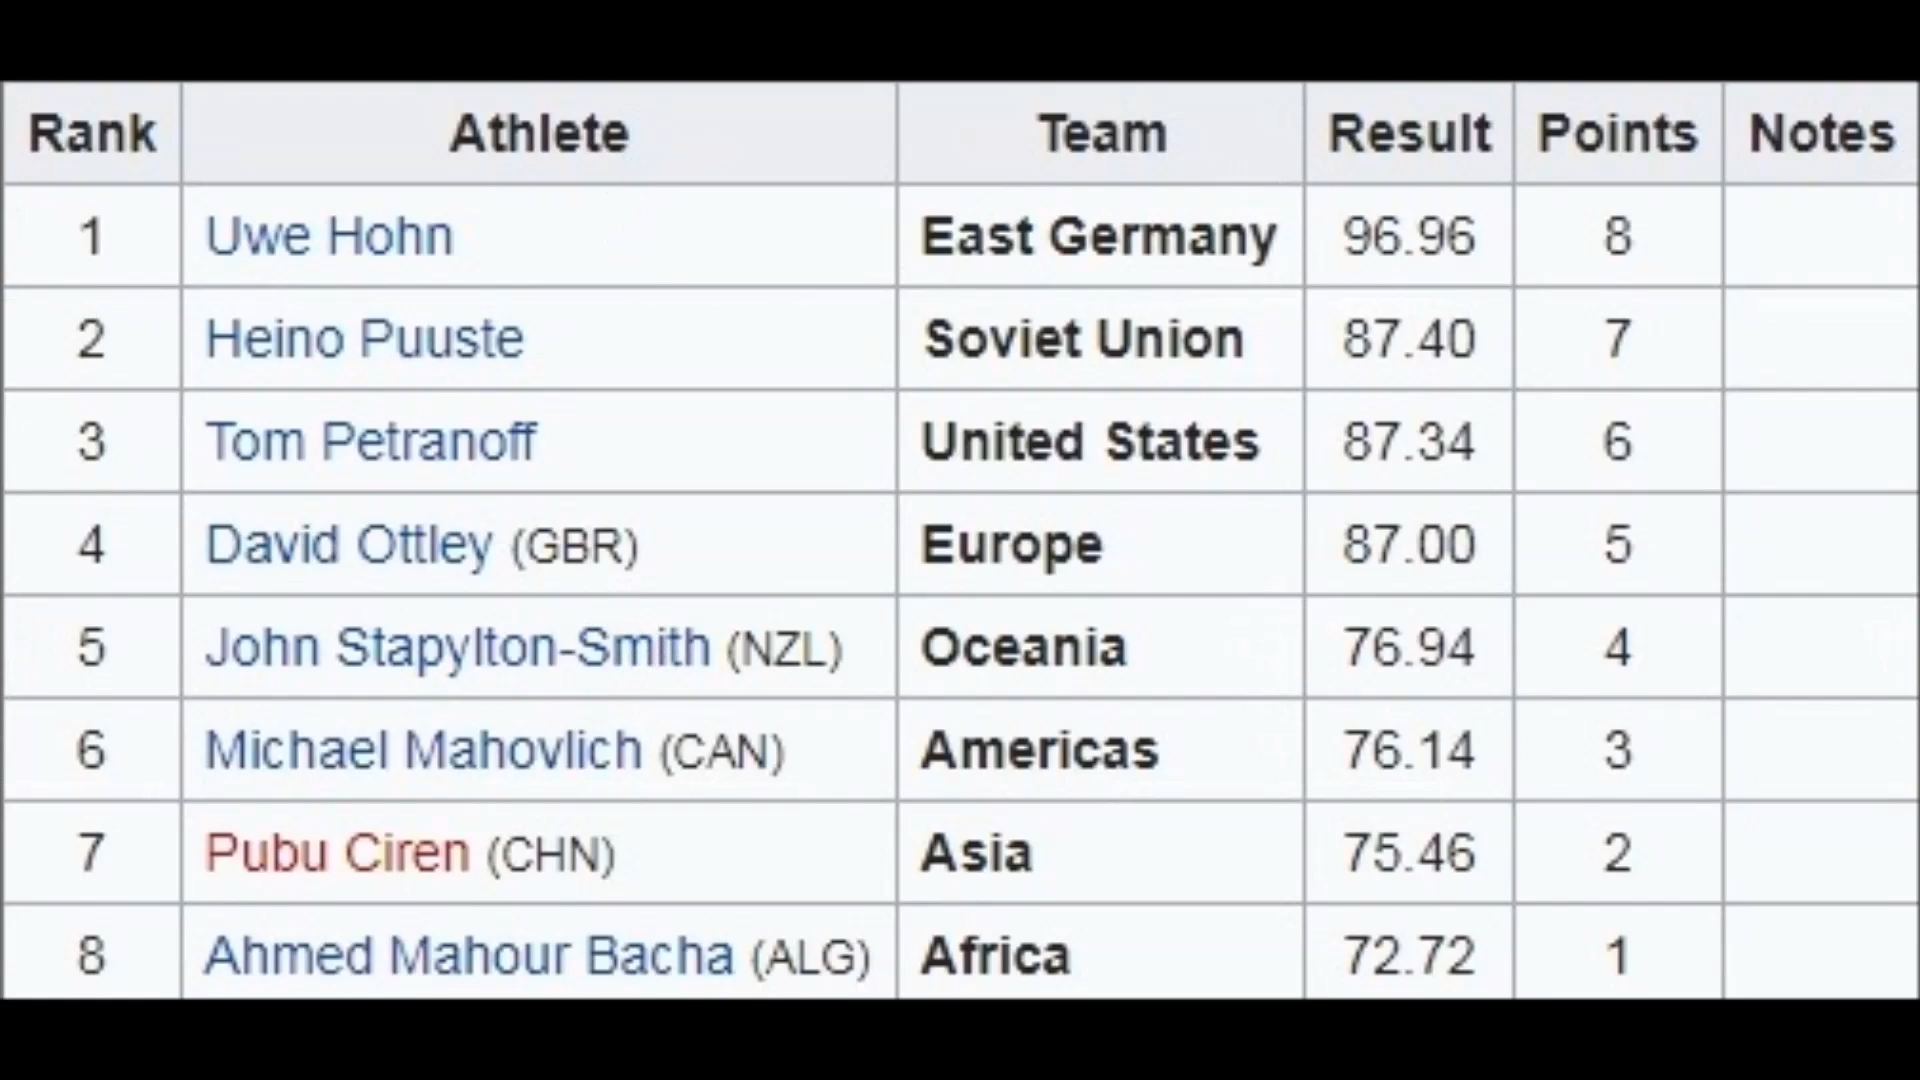 Rank Athlete Team Result Points Notes
1 Uwe Hohn East Germany 96.96 8
2 Heino Puuste Soviet Union 87.40 7
3 Tom Petranoff United States 87.34 6
4 David Ottley (GBR) Europe 87.00 5
5 John Stapylton-Smith (NZL) Oceania 76.94 4
6 Michael Mahovlich (CAN) Americas 76.14 3
7 Pubu Ciren (CHN) Asia 75.46 2
8 Ahmed Mahour Bacha (ALG) Africa 72.72 1